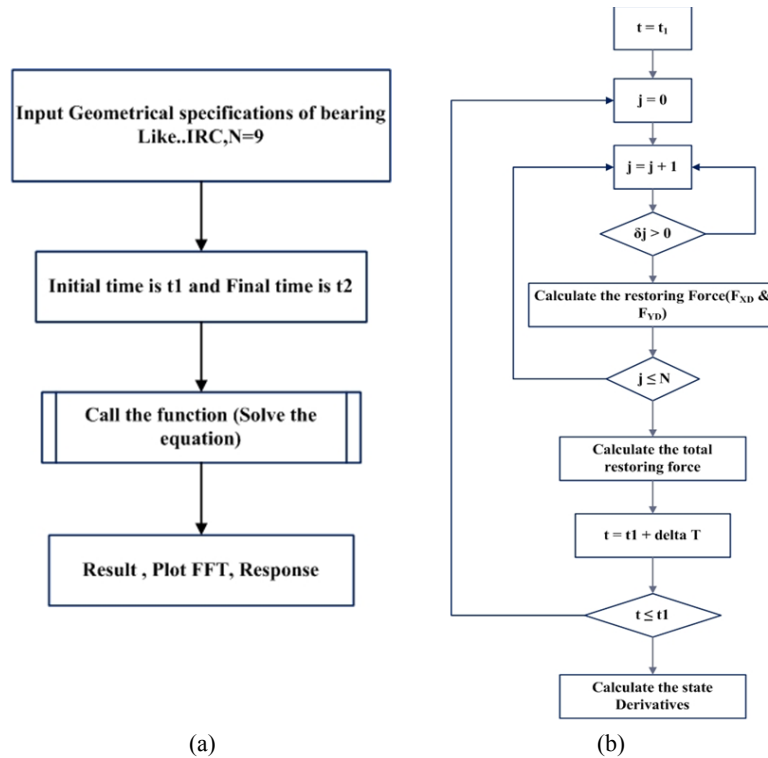 Input Geometrical specifications of bearing
Like..IRC,N=9
Initial time is t1 and Final time is t2
Call the function (Solve the
equation)
Result , Plot FFT, Response
(a)
t = t₁
j = 0
j = j + 1
δj > 0
Calculate the restoring Force(F_XD &
F_YD)
j ≤ N
Calculate the total
restoring force
t = t1 + delta T
t ≤ t1
Calculate the state
Derivatives
(b)